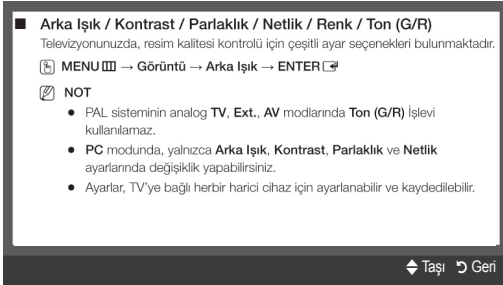 ■ Arka Işık / Kontrast / Parlaklık / Netlik / Renk / Ton (G/R)
Televizyonunuzda, resim kalitesi kontrolü için çeşitli ayar seçenekleri bulunmaktadır.
MENU → Görüntü → Arka Işık → ENTER
NOT
● PAL sisteminin analog TV, Ext., AV modlarında Ton (G/R) İşlevi
kullanılamaz.
● PC modunda, yalnızca Arka Işık, Kontrast, Parlaklık ve Netlik
ayarlarında değişiklik yapabilirsiniz.
● Ayarlar, TV'ye bağlı herbir harici cihaz için ayarlanabilir ve kaydedilebilir.
Taşı Geri